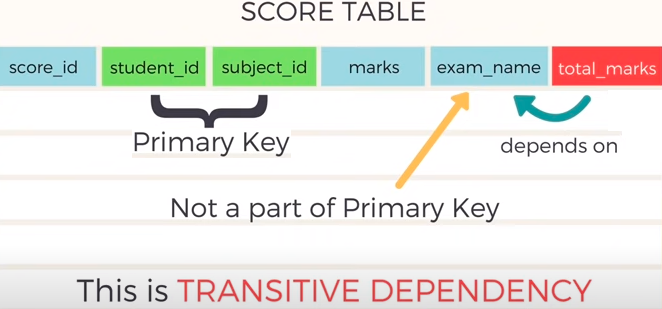 SCORE TABLE
score_id student_id subject_id marks exam_name total_marks
Primary Key
depends on
Not a part of Primary Key
This is TRANSITIVE DEPENDENCY